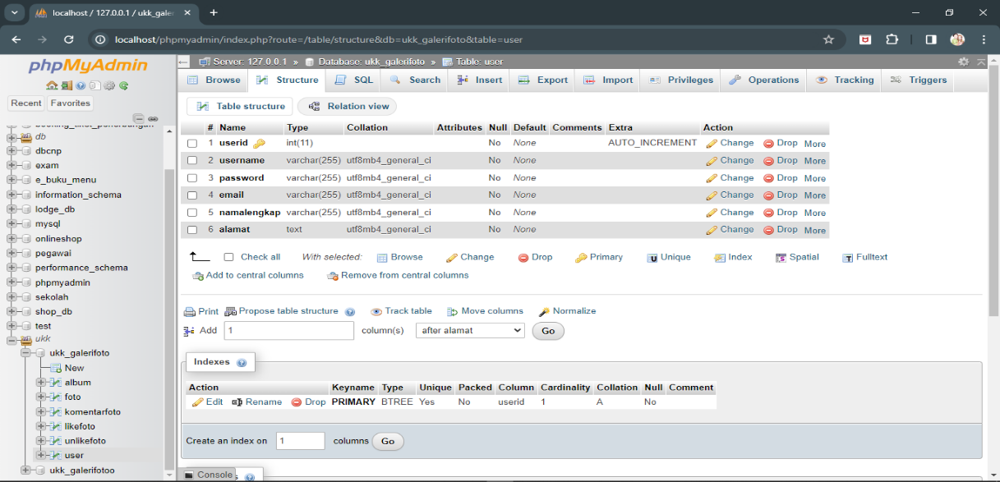 localhost / 127.0.0.1 / ukk_galer
localhost/phpmyadmin/index.php?route=/table/structure&db=ukk_galerifoto&table=user
phpMyAdmin
Recent Favorites
db
dbcnp
exam
e_buku_menu
information_schema
lodge_db
mysql
onlineshop
pegawai
performance_schema
phpmyadmin
sekolah
shop_db
test
ukk
ukk_galerifoto
New
album
foto
komentarfoto
likefoto
unlikefoto
user
ukk_galerifotoo
Server: 127.0.0.1 » Database: ukk_galerifoto » Table: user
Browse Structure SQL Search Insert Export Import Privileges Operations Tracking Triggers
Table structure Relation view
# Name Type Collation Attributes Null Default Comments Extra Action
1 userid int(11) No None AUTO_INCREMENT Change Drop More
2 username varchar(255) utf8mb4_general_ci No None Change Drop More
3 password varchar(255) utf8mb4_general_ci No None Change Drop More
4 email varchar(255) utf8mb4_general_ci No None Change Drop More
5 namalengkap varchar(255) utf8mb4_general_ci No None Change Drop More
6 alamat text utf8mb4_general_ci No None Change Drop More
Check all With selected: Browse Change Drop Primary Unique Index Spatial Fulltext
Add to central columns Remove from central columns
Print Propose table structure Track table Move columns Normalize
Add 1 column(s) after alamat Go
Indexes
Action Keyname Type Unique Packed Column Cardinality Collation Null Comment
Edit Rename Drop PRIMARY BTREE Yes No userid 1 A No
Create an index on 1 columns Go
Console